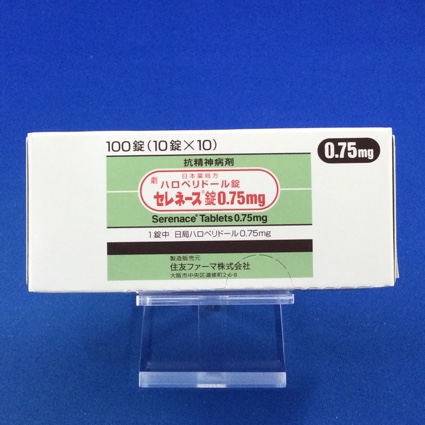 100錠(10錠×10)
0.75mg
抗精神病剤
日本薬局方
劇 ハロペリドール錠
セレネース®錠0.75mg
Serenace® Tablets 0.75mg
1錠中 日局ハロペリドール0.75mg
製造販売元
住友ファーマ株式会社
大阪市中央区道修町2-6-8